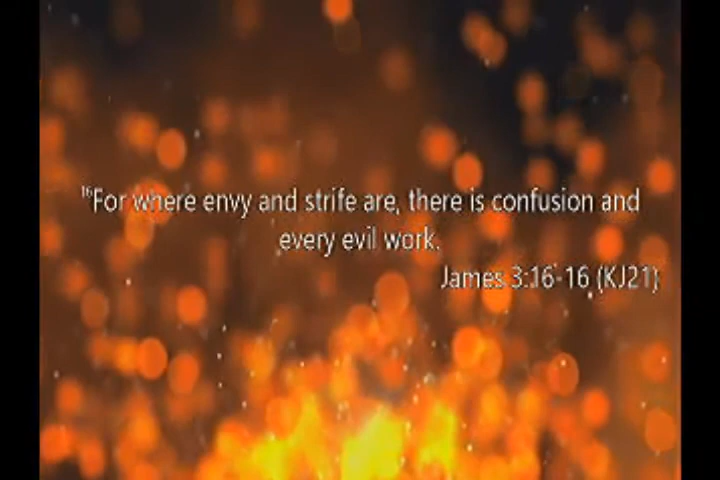 ¹⁶For where envy and strife are, there is confusion and
every evil work.
James 3:16-16 (KJ21)